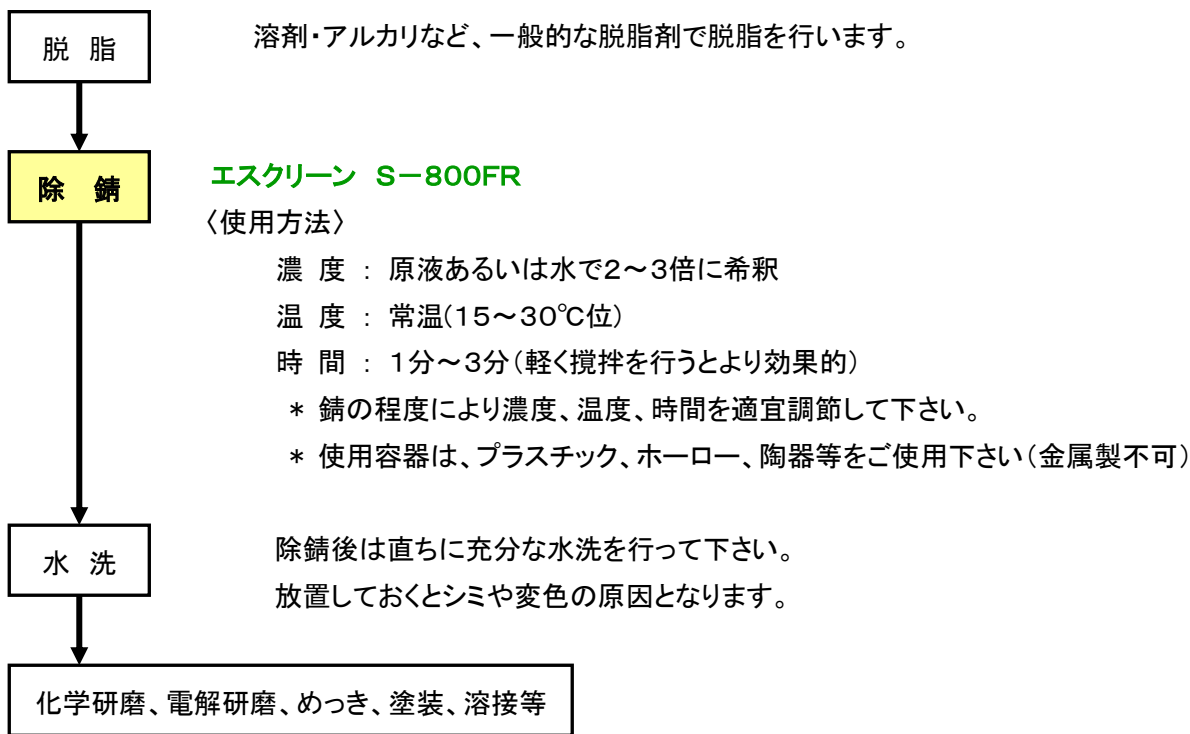 脱 脂
溶剤・アルカリなど、一般的な脱脂剤で脱脂を行います。
除 錆
エスクリーン S-800FR
〈使用方法〉
濃 度 : 原液あるいは水で2~3倍に希釈
温 度 : 常温(15~30℃位)
時 間 : 1分~3分(軽く撹拌を行うとより効果的)
* 錆の程度により濃度、温度、時間を適宜調節して下さい。
* 使用容器は、プラスチック、ホーロー、陶器等をご使用下さい(金属製不可)
水 洗
除錆後は直ちに充分な水洗を行って下さい。
放置しておくとシミや変色の原因となります。
化学研磨、電解研磨、めっき、塗装、溶接等